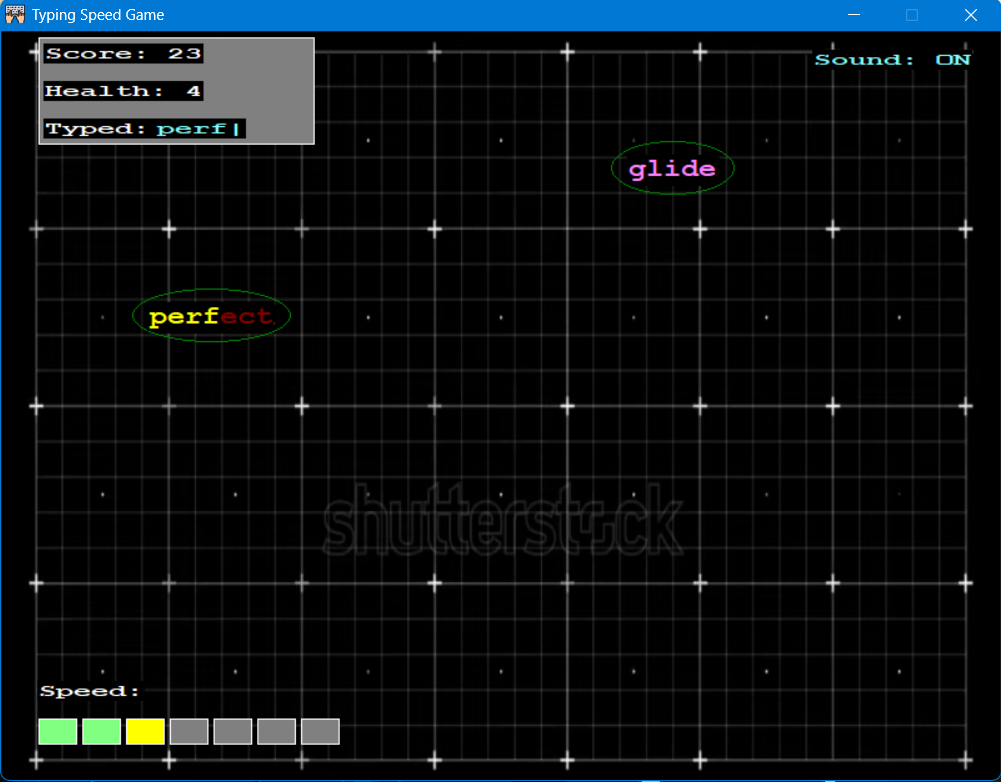 Typing Speed Game
Score: 23
Sound: ON
Health: 4
Typed: perf|
glide
perfect
shutterstock
Speed: